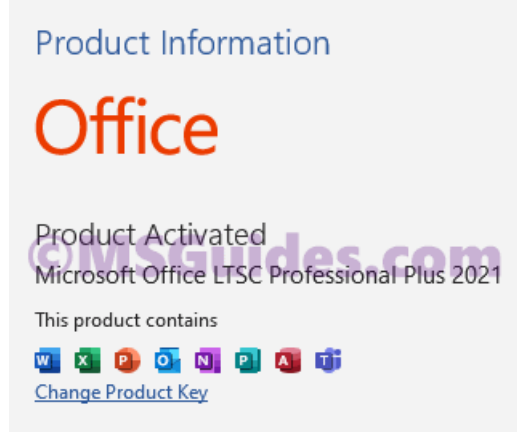 Product Information
Office
Product Activated
©MSGuides.com
Microsoft Office LTSC Professional Plus 2021
This product contains
W X P O N P A T
Change Product Key